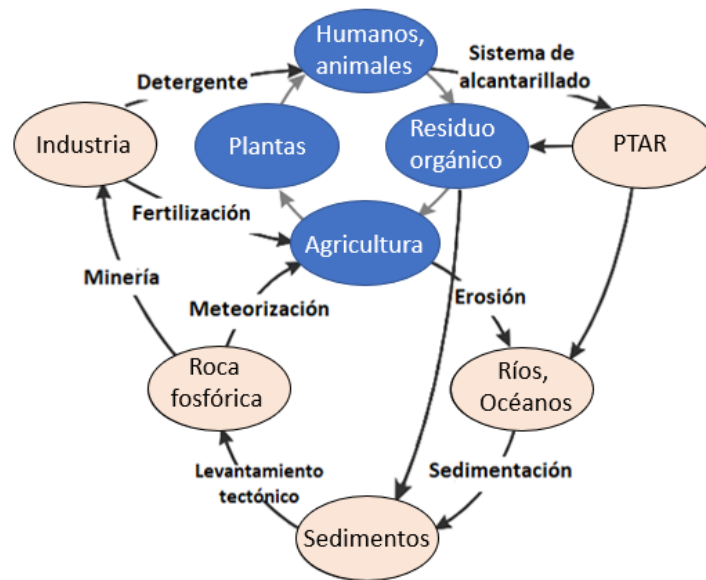 Humanos,
animales
Sistema de
alcantarillado
Detergente
Industria
Plantas
Residuo
orgánico
PTAR
Fertilización
Agricultura
Minería
Meteorización
Erosión
Roca
fosfórica
Ríos,
Océanos
Levantamiento
tectónico
Sedimentación
Sedimentos